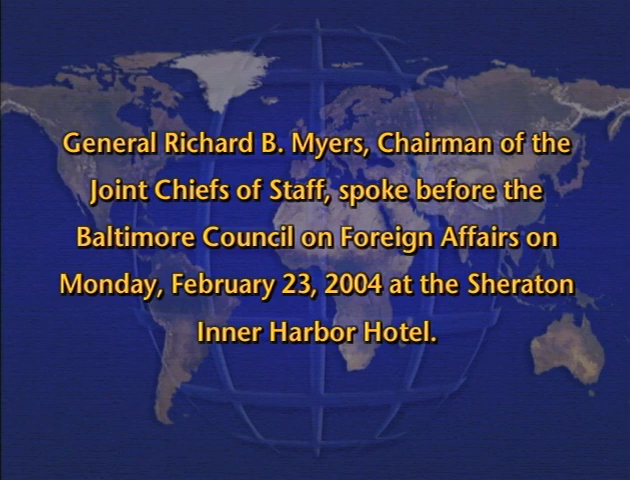 General Richard B. Myers, Chairman of the
Joint Chiefs of Staff, spoke before the
Baltimore Council on Foreign Affairs on
Monday, February 23, 2004 at the Sheraton
Inner Harbor Hotel.